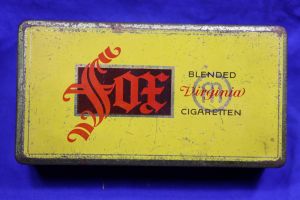 Fox
BLENDED
Virginia
CIGARETTEN